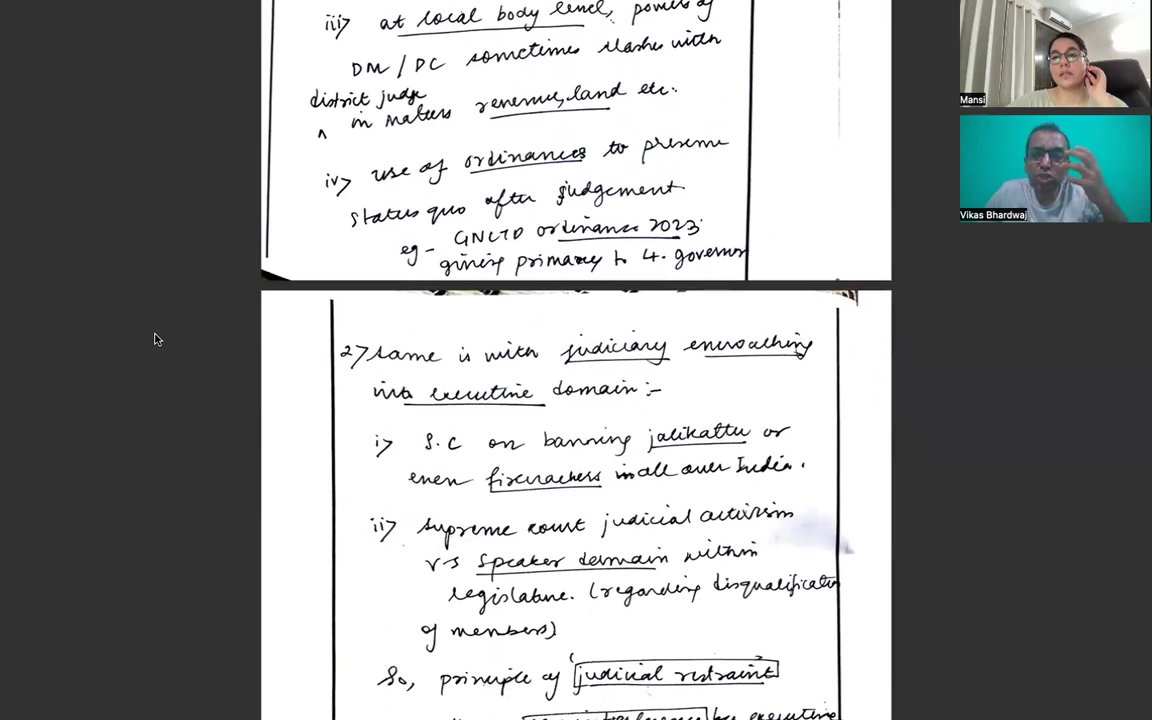 iii> at local body level, powers of
DM / DC sometimes clashes with
district judge
^ in matters revenue, land etc.
iv> use of ordinances to preserve
status quo after judgement
eg - GNCTD ordinance 2023
giving primacy to L. governor
2> Same is with judiciary encroaching
into executive domain :-
i> S.C on banning jalikattu or
even firecrackers in all over India.
ii> Supreme court judicial activism
v-s Speaker domain within
legislature. (regarding disqualification
of members)
So, principle of 'judicial restraint'
by executive
Mansi
Vikas Bhardwaj